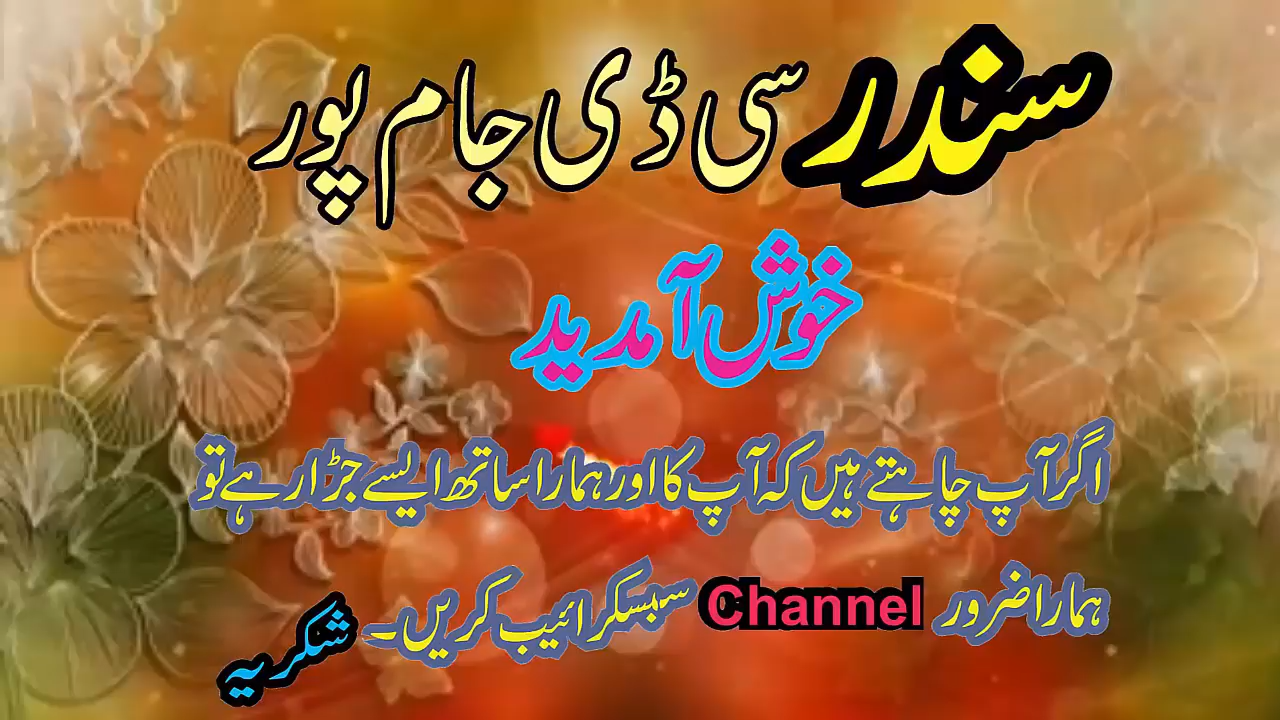 سندر سی ڈی جام پور
خوش آمدید
اگر آپ چاہتے ہیں کہ آپ کا اور ہمارا ساتھ ایسے جڑا رہے تو
ہمارا ضرور Channel سبسکرائیب کریں۔ شکریہ